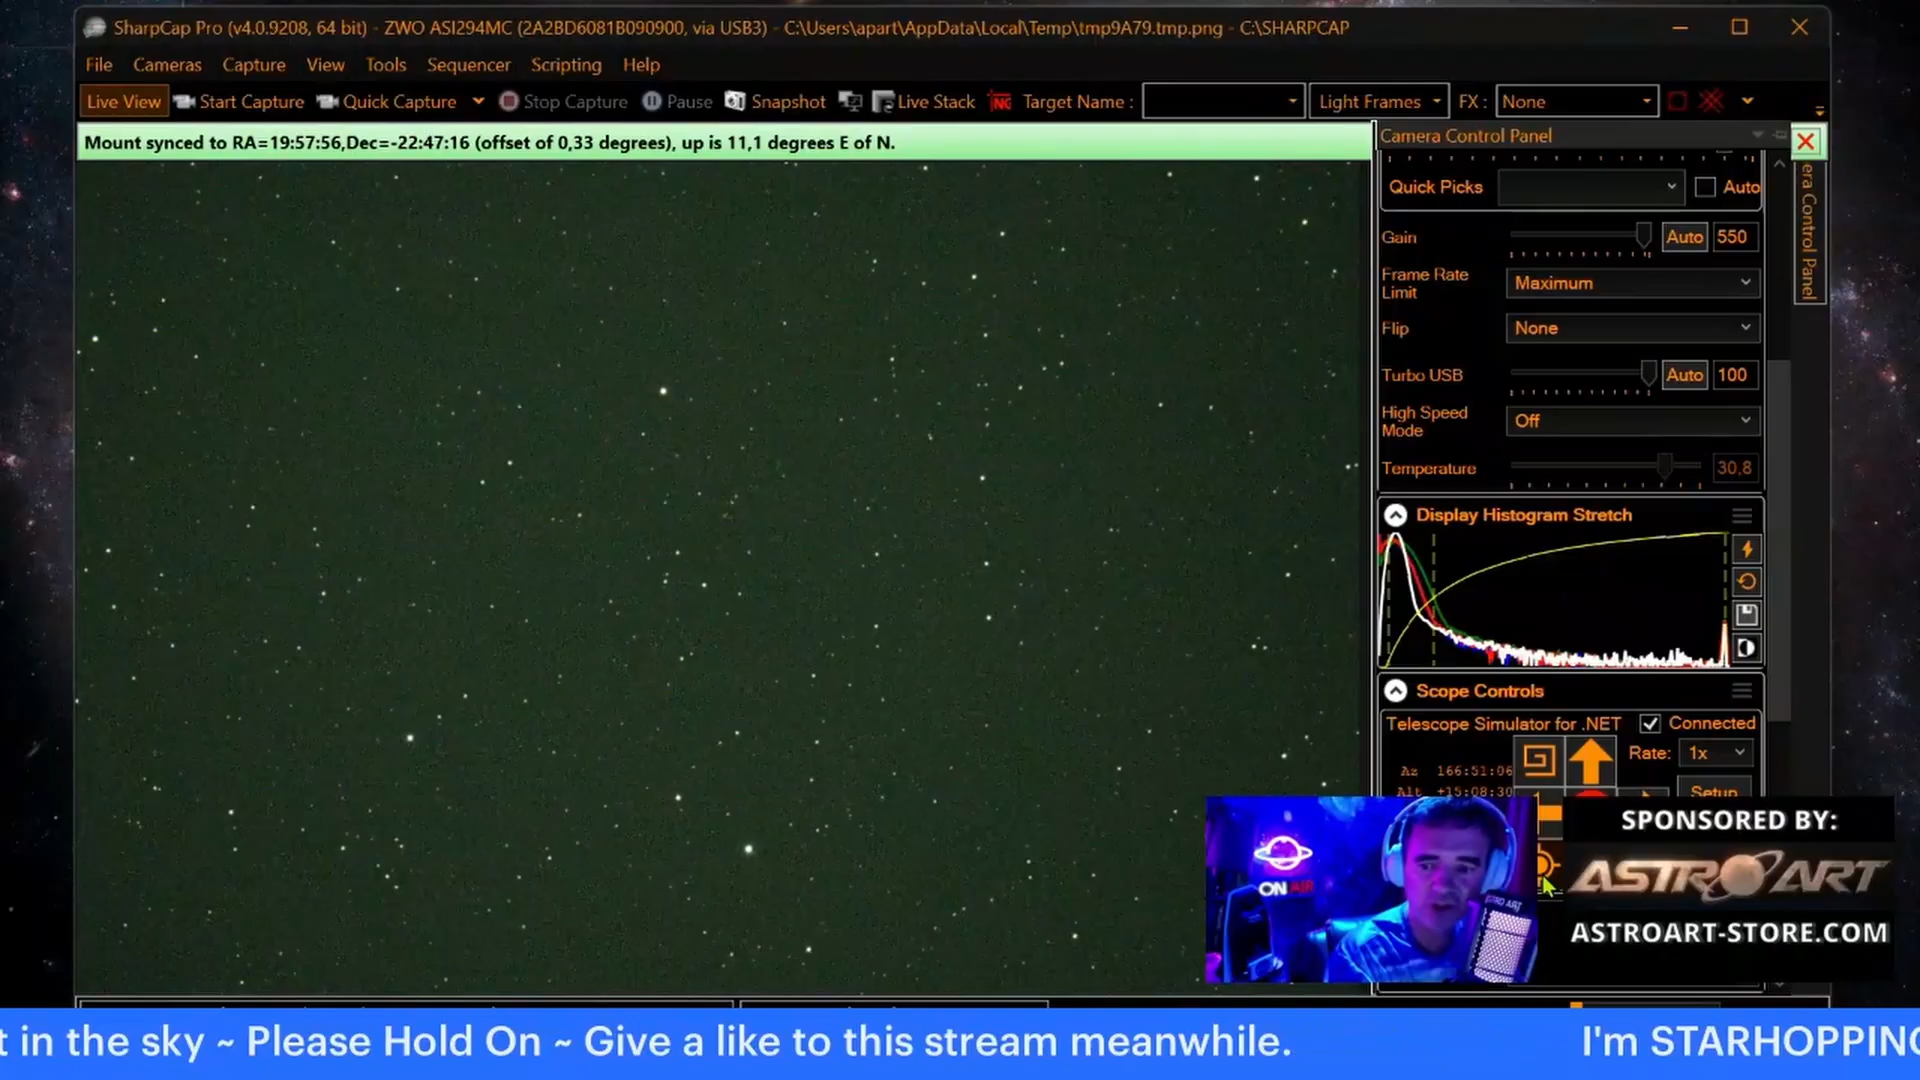 SharpCap Pro (v4.0.9208, 64 bit) - ZWO ASI294MC (2A2BD6081B090900, via USB3) - C:\Users\apart\AppData\Local\Temp\tmp9A79.tmp.png - C:\SHARPCAP
File Cameras Capture View Tools Sequencer Scripting Help
Live View Start Capture Quick Capture Stop Capture Pause Snapshot Live Stack Target Name : Light Frames FX : None
Mount synced to RA=19:57:56,Dec=-22:47:16 (offset of 0,33 degrees), up is 11,1 degrees E of N.
Camera Control Panel
era Control Panel
Quick Picks Auto
Gain Auto 550
Frame Rate
Limit
Maximum
Flip None
Turbo USB Auto 100
High Speed
Mode
Off
Temperature 30,8
Display Histogram Stretch
Scope Controls
Telescope Simulator for .NET Connected
Rate: 1x
Az 166:51:06
Alt +15:08:30
Setup
ON AIR
ASTRO ART
SPONSORED BY:
ASTROART
ASTROART-STORE.COM
t in the sky ~ Please Hold On ~ Give a like to this stream meanwhile. I'm STARHOPPING